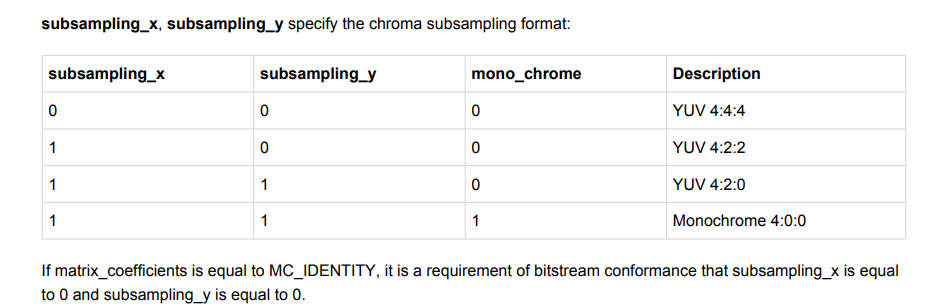 subsampling_x, subsampling_y specify the chroma subsampling format:
subsampling_x subsampling_y mono_chrome Description
0 0 0 YUV 4:4:4
1 0 0 YUV 4:2:2
1 1 0 YUV 4:2:0
1 1 1 Monochrome 4:0:0
If matrix_coefficients is equal to MC_IDENTITY, it is a requirement of bitstream conformance that subsampling_x is equal
to 0 and subsampling_y is equal to 0.